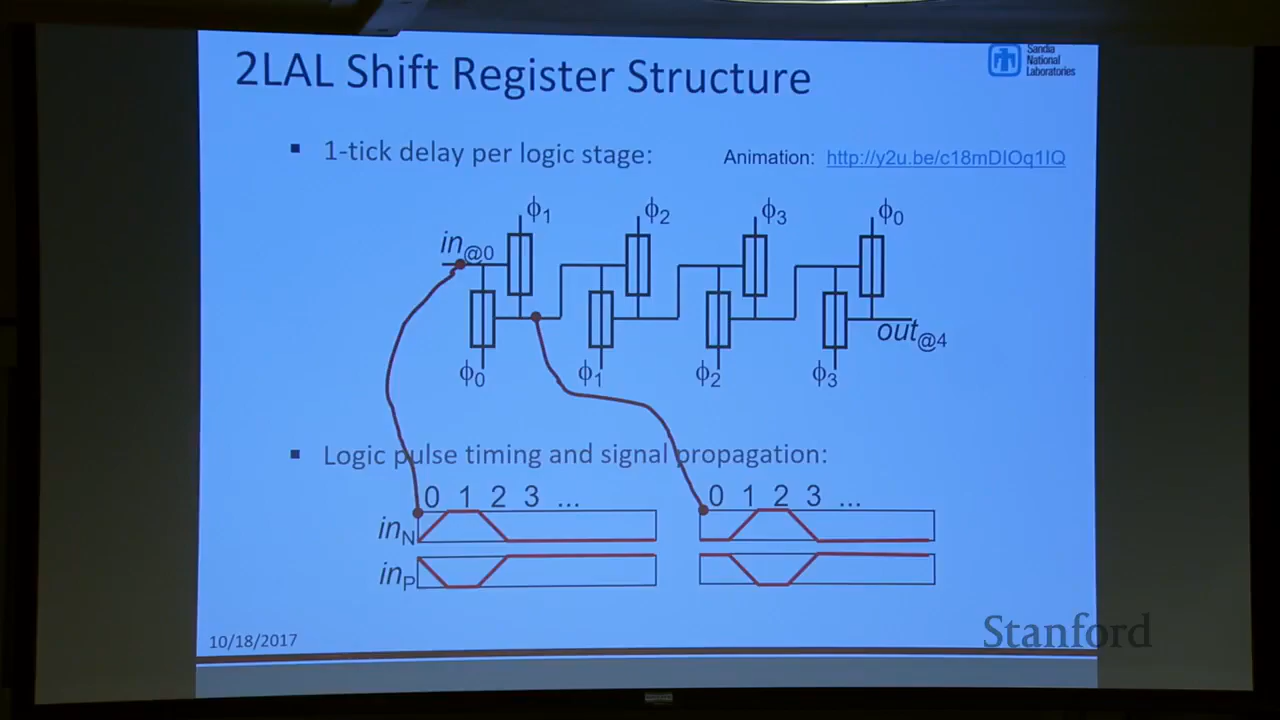 2LAL Shift Register Structure
Sandia
National
Laboratories
▪ 1-tick delay per logic stage:
Animation: http://y2u.be/c18mDIOq1IQ
ϕ1 ϕ2 ϕ3 ϕ0
in@0
out@4
ϕ0 ϕ1 ϕ2 ϕ3
▪ Logic pulse timing and signal propagation:
0 1 2 3 ... 0 1 2 3 ...
inN
inP
10/18/2017
Stanford